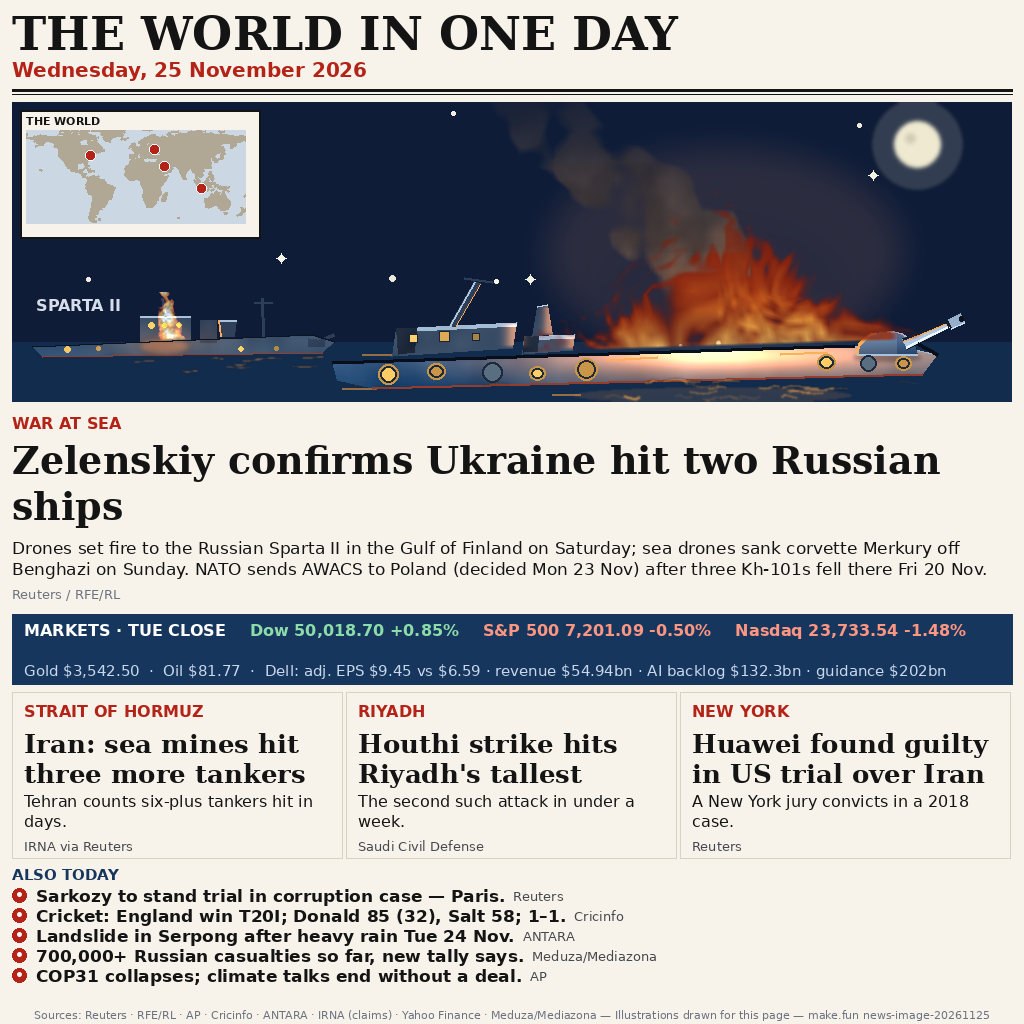 THE WORLD IN ONE DAY
Wednesday, 25 November 2026
THE WORLD
SPARTA II
WAR AT SEA
Zelenskiy confirms Ukraine hit two Russian
ships
Drones set fire to the Russian Sparta II in the Gulf of Finland on Saturday; sea drones sank corvette Merkury off
Benghazi on Sunday. NATO sends AWACS to Poland (decided Mon 23 Nov) after three Kh-101s fell there Fri 20 Nov.
Reuters / RFE/RL
MARKETS · TUE CLOSE Dow 50,018.70 +0.85% S&P 500 7,201.09 -0.50% Nasdaq 23,733.54 -1.48%
Gold $3,542.50 · Oil $81.77 · Dell: adj. EPS $9.45 vs $6.59 · revenue $54.94bn · AI backlog $132.3bn · guidance $202bn
STRAIT OF HORMUZ
Iran: sea mines hit
three more tankers
Tehran counts six-plus tankers hit in
days.
IRNA via Reuters
RIYADH
Houthi strike hits
Riyadh's tallest
The second such attack in under a
week.
Saudi Civil Defense
NEW YORK
Huawei found guilty
in US trial over Iran
A New York jury convicts in a 2018
case.
Reuters
ALSO TODAY
Sarkozy to stand trial in corruption case — Paris. Reuters
Cricket: England win T20I; Donald 85 (32), Salt 58; 1–1. Cricinfo
Landslide in Serpong after heavy rain Tue 24 Nov. ANTARA
700,000+ Russian casualties so far, new tally says. Meduza/Mediazona
COP31 collapses; climate talks end without a deal. AP
Sources: Reuters · RFE/RL · AP · Cricinfo · ANTARA · IRNA (claims) · Yahoo Finance · Meduza/Mediazona — Illustrations drawn for this page — make.fun news-image-20261125